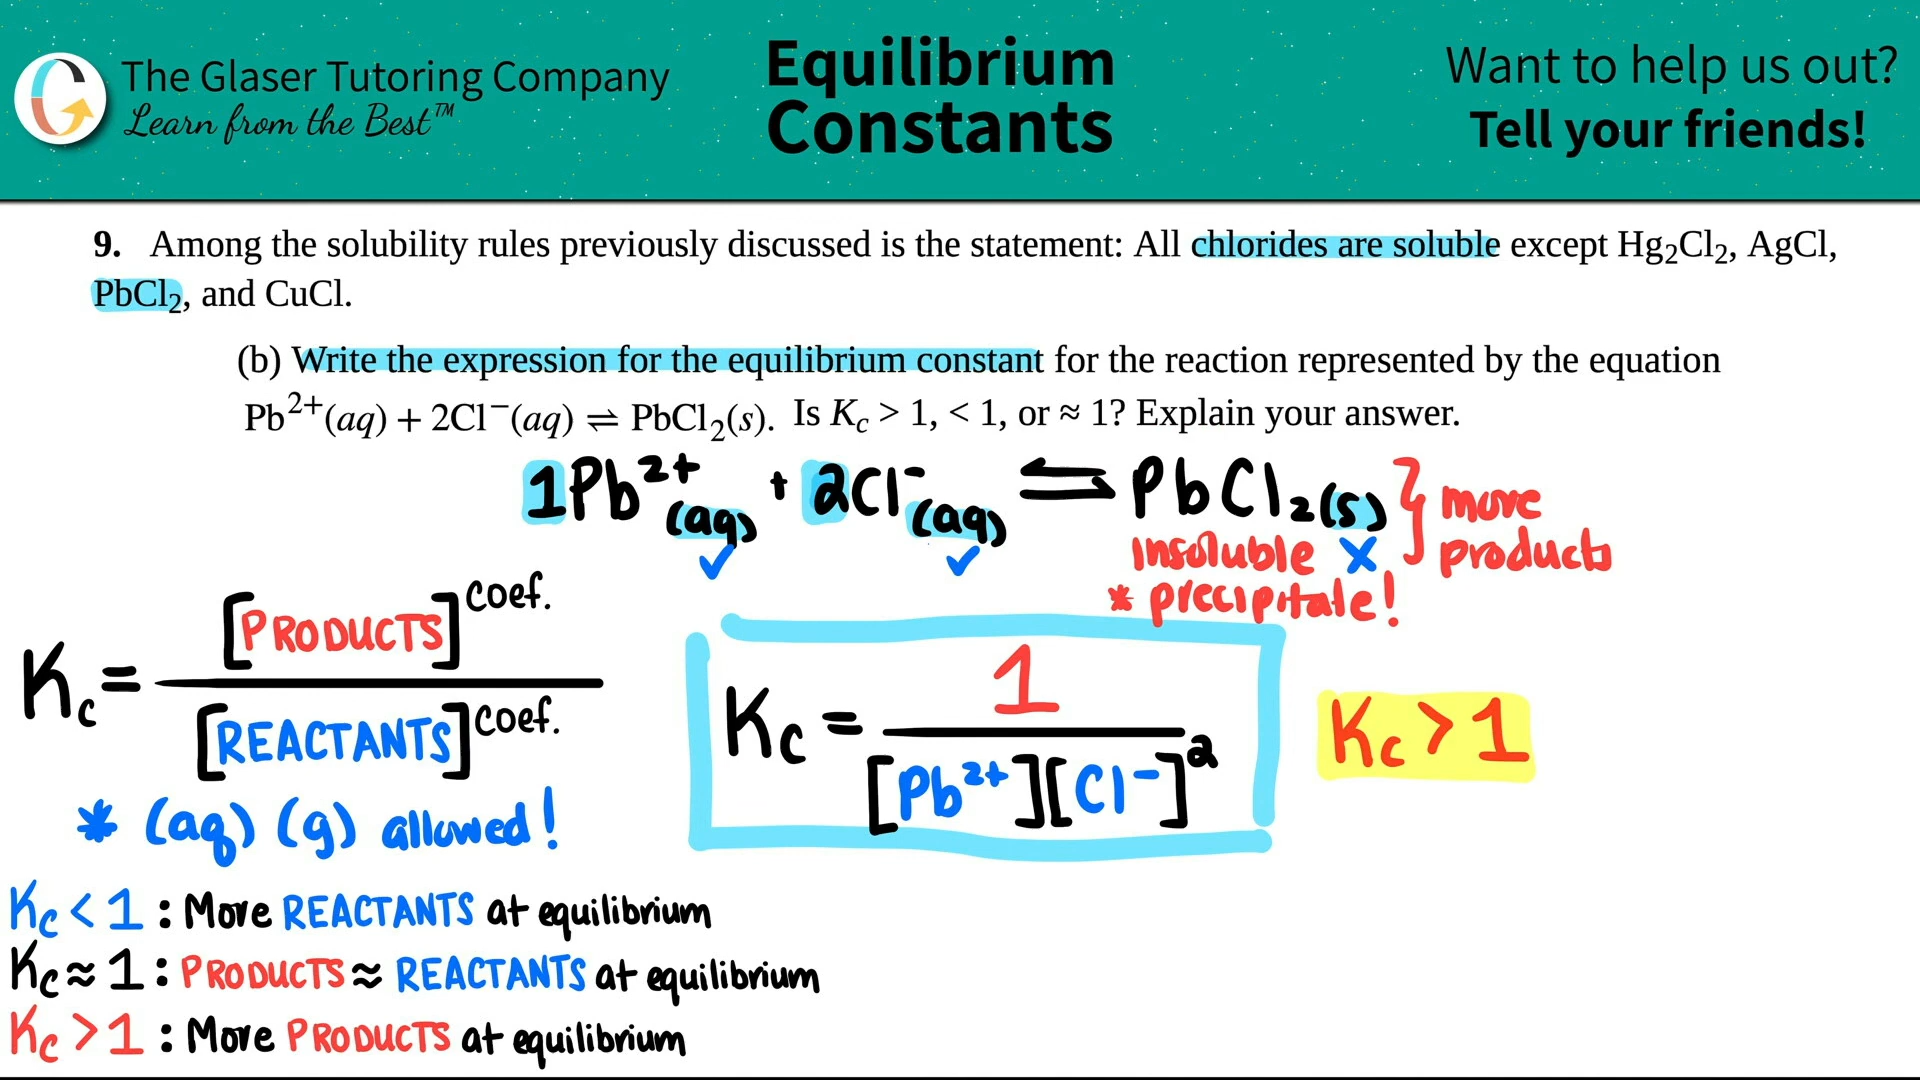 The Glaser Tutoring Company
Learn from the Best™
Equilibrium
Constants
Want to help us out?
Tell your friends!
9. Among the solubility rules previously discussed is the statement: All chlorides are soluble except Hg₂Cl₂, AgCl,
PbCl₂, and CuCl.
(b) Write the expression for the equilibrium constant for the reaction represented by the equation
Pb²⁺(aq) + 2Cl⁻(aq) ⇌ PbCl₂(s). Is K꜀ > 1, < 1, or ≈ 1? Explain your answer.
1Pb²⁺(aq) + 2Cl⁻(aq) ⇌ PbCl₂(s) } more
products
✓ ✓ insoluble X
* precipitate!
Kc = [PRODUCTS]^coef. / [REACTANTS]^coef.
* (aq) (g) allowed!
Kc = 1 / [Pb²⁺][Cl⁻]²
Kc > 1
Kc < 1 : More REACTANTS at equilibrium
Kc ≈ 1 : PRODUCTS ≈ REACTANTS at equilibrium
Kc > 1 : More PRODUCTS at equilibrium